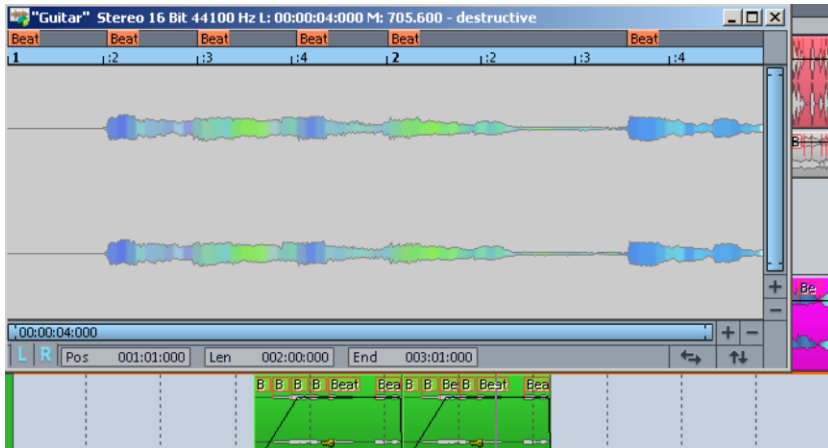 "Guitar" Stereo 16 Bit 44100 Hz L: 00:00:04:000 M: 705.600 - destructive
Beat Beat Beat Beat Beat Beat
1 :2 :3 :4 2 :2 :3 :4
B
Be
00:00:04:000
L R Pos 001:01:000 Len 002:00:000 End 003:01:000
B B B B Beat Bea B B Be B Beat Bea